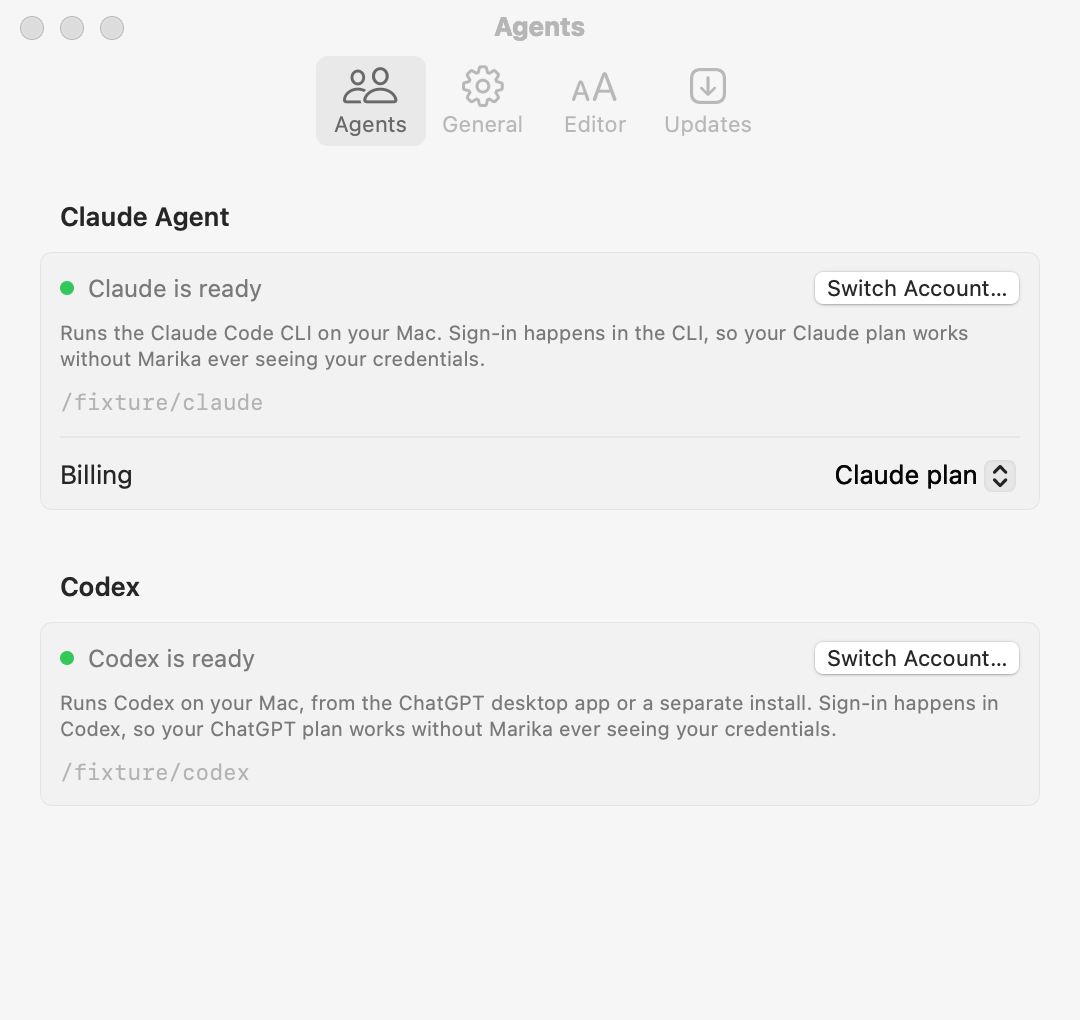 Agents
Agents
General
AA
Editor
Updates
Claude Agent
Claude is ready
Switch Account...
Runs the Claude Code CLI on your Mac. Sign-in happens in the CLI, so your Claude plan works
without Marika ever seeing your credentials.
/fixture/claude
Billing
Claude plan
Codex
Codex is ready
Switch Account...
Runs Codex on your Mac, from the ChatGPT desktop app or a separate install. Sign-in happens in
Codex, so your ChatGPT plan works without Marika ever seeing your credentials.
/fixture/codex